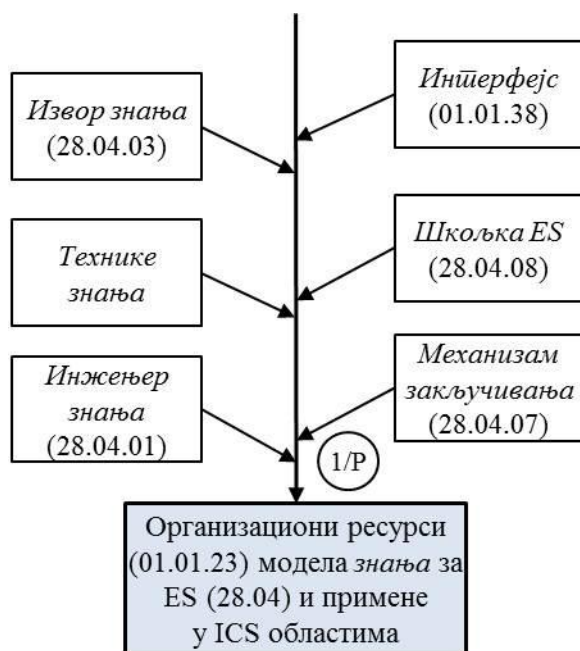 Извор знања
(28.04.03)
Интерфејс
(01.01.38)
Технике
знања
Шкољка ES
(28.04.08)
Инжењер
знања
(28.04.01)
Механизам
закључивања
(28.04.07)
1/P
Организациони ресурси
(01.01.23) модела знања за
ES (28.04) и примене
у ICS областима